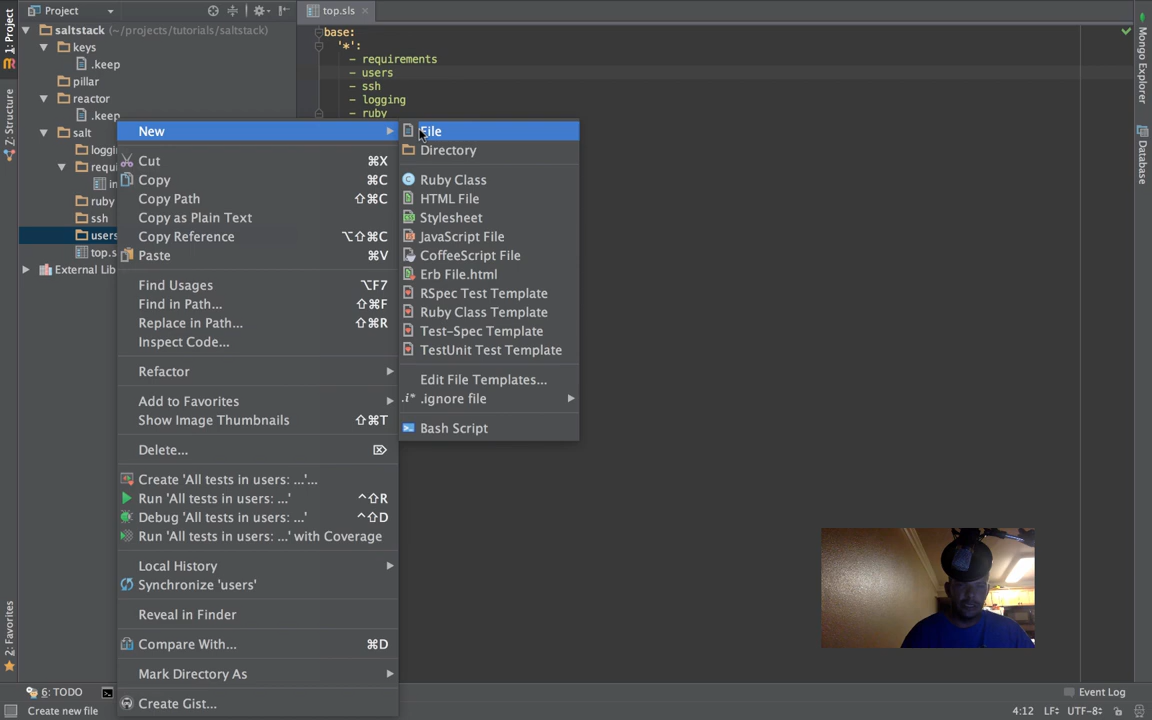 Project
top.sls
saltstack (~/projects/tutorials/saltstack)
keys
.keep
pillar
reactor
.keep
salt
loggi
requi
in
ruby
ssh
users
top.s
External Lib
base:
'*':
- requirements
- users
- ssh
- logging
- ruby
New
Cut ⌘X
Copy ⌘C
Copy Path ⇧⌘C
Copy as Plain Text
Copy Reference ⌥⇧⌘C
Paste ⌘V
Find Usages ⌥F7
Find in Path... ⇧⌘F
Replace in Path... ⇧⌘R
Inspect Code...
Refactor
Add to Favorites
Show Image Thumbnails ⇧⌘T
Delete... ⌦
Create 'All tests in users: ...'...
Run 'All tests in users: ...' ^⇧R
Debug 'All tests in users: ...' ^⇧D
Run 'All tests in users: ...' with Coverage
Local History
Synchronize 'users'
Reveal in Finder
Compare With... ⌘D
Mark Directory As
Create Gist...
File
Directory
Ruby Class
HTML File
Stylesheet
JavaScript File
CoffeeScript File
Erb File.html
RSpec Test Template
Ruby Class Template
Test-Spec Template
TestUnit Test Template
Edit File Templates...
.i* .ignore file
Bash Script
1: Project
Structure
2: Favorites
Mongo Explorer
Database
6: TODO
Event Log
Create new file
4:12 LF÷ UTF-8÷